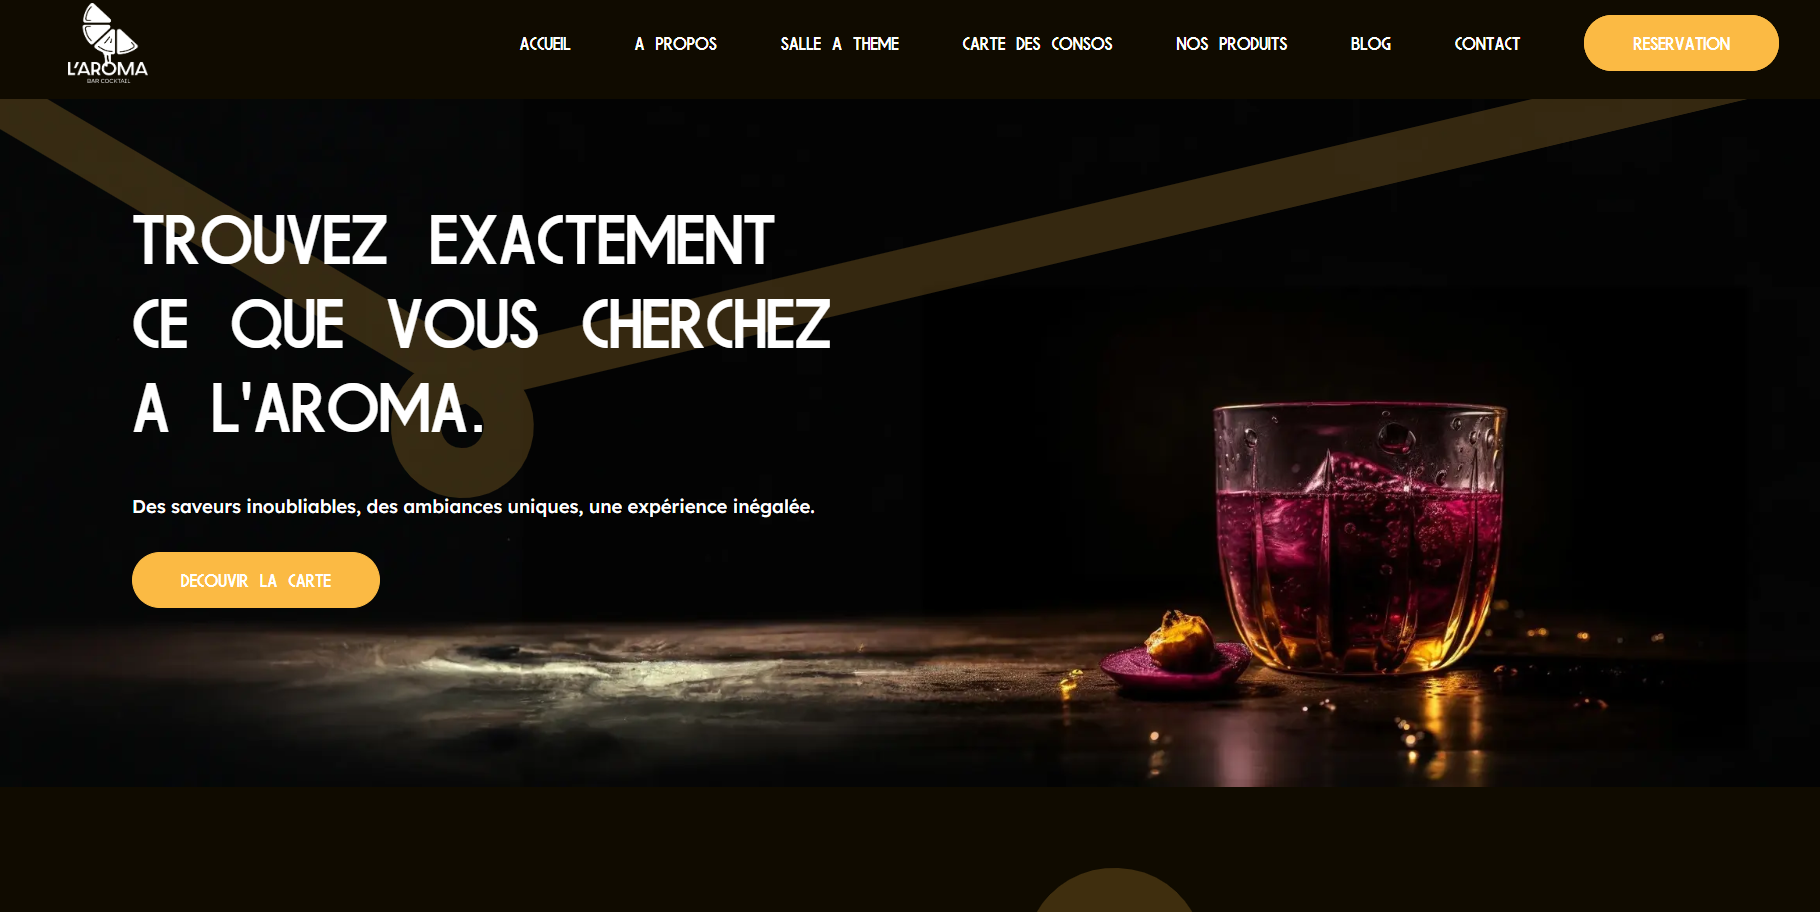 L'AROMA
BAR COCKTAIL
ACCUEIL
A PROPOS
SALLE A THEME
CARTE DES CONSOS
NOS PRODUITS
BLOG
CONTACT
RESERVATION
TROUVEZ EXACTEMENT
CE QUE VOUS CHERCHEZ
A L'AROMA.
Des saveurs inoubliables, des ambiances uniques, une expérience inégalée.
DECOUVIR LA CARTE